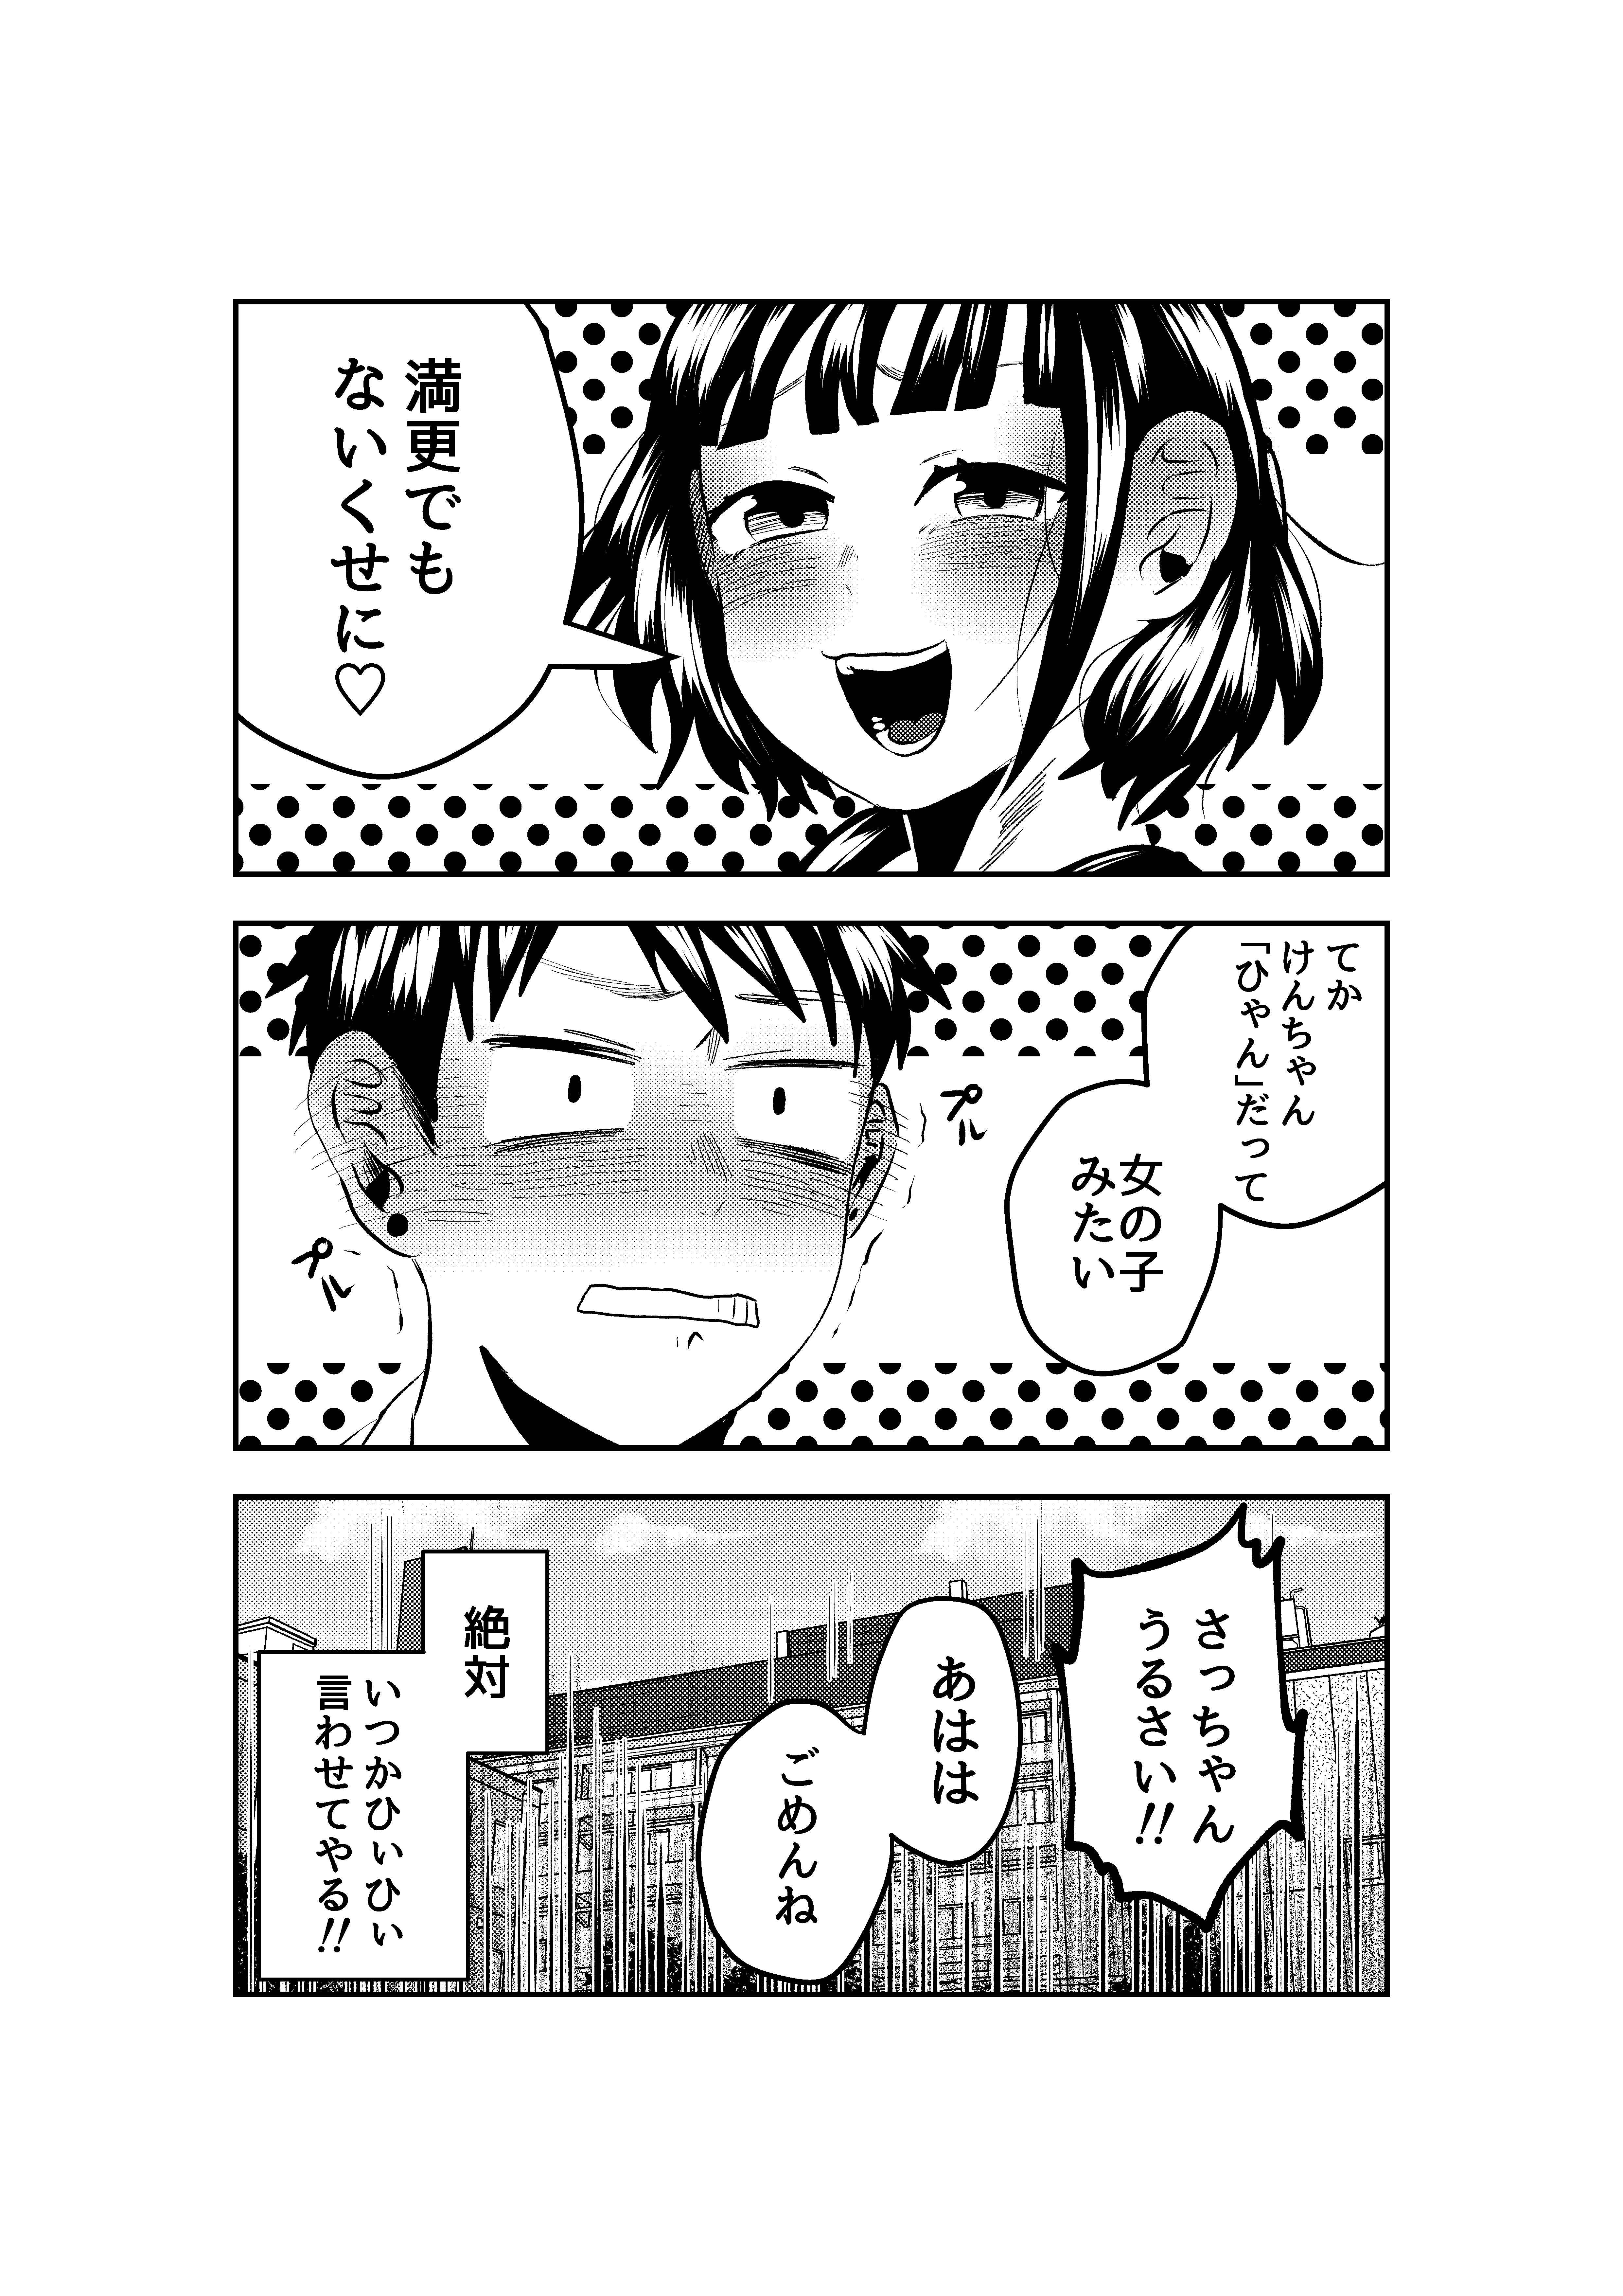 満更でも
ないくせに♡
てか
けんちゃん
「ひゃん」だって
女の子
みたい
プル
プル
さっちゃん
うるさい!!
あはは
ごめんね
絶対
いつかひぃひぃ
言わせてやる!!